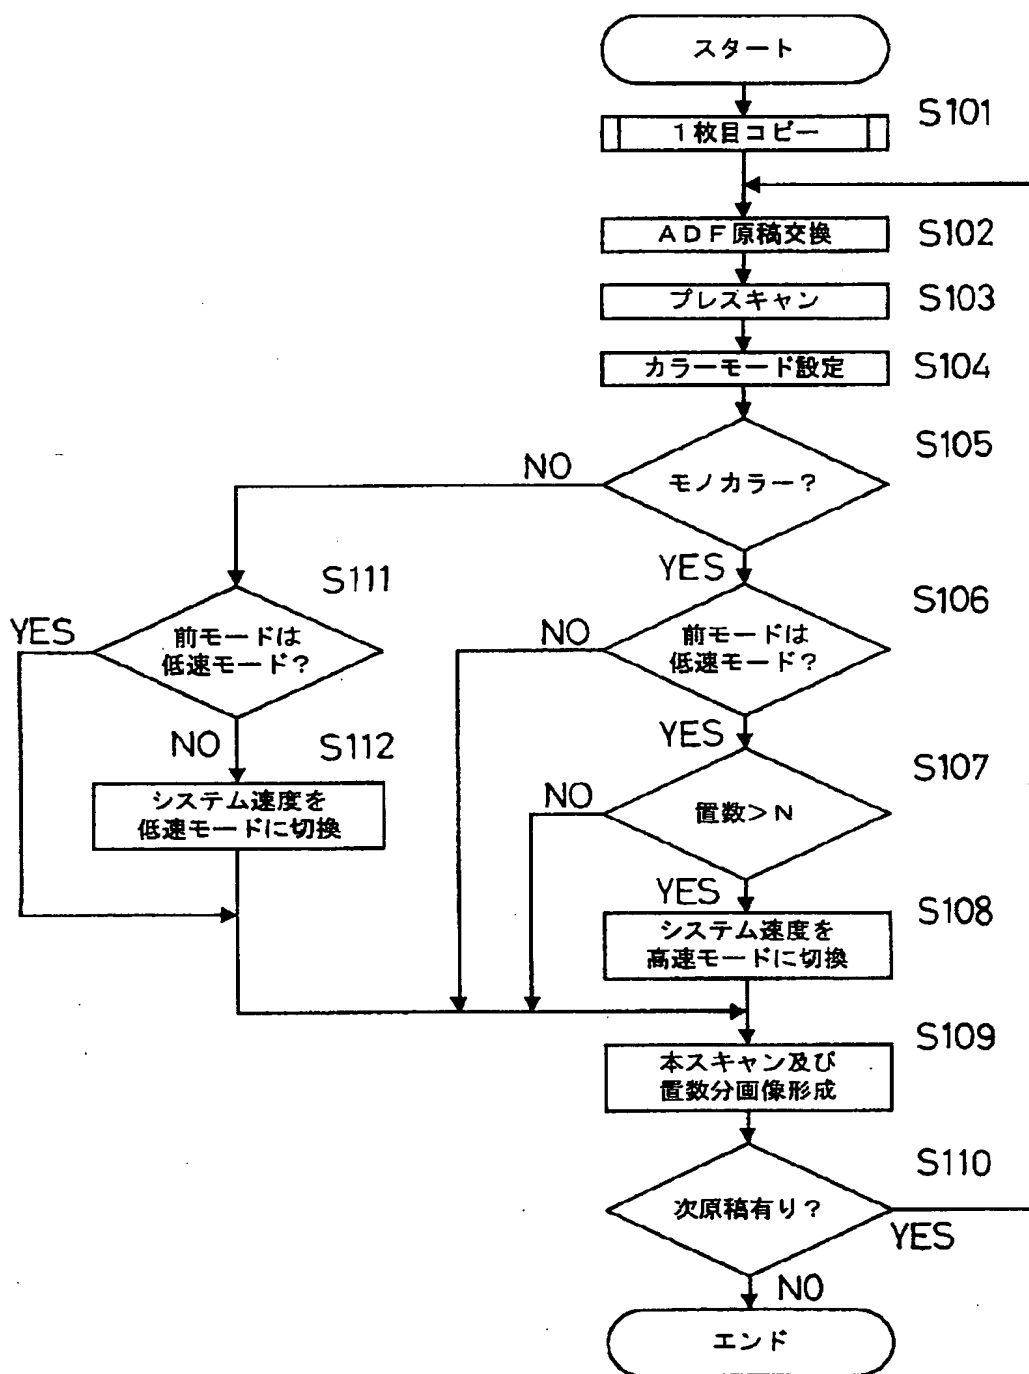 スタート
S101
1枚目コピー
ADF原稿交換
S102
プレスキャン
S103
カラーモード設定
S104
S105
モノカラー?
NO
YES
S111
S106
前モードは
低速モード?
YES
NO
前モードは
低速モード?
NO
YES
S112
S107
システム速度を
低速モードに切換
置数>N
NO
YES
S108
システム速度を
高速モードに切換
S109
本スキャン及び
置数分画像形成
S110
次原稿有り?
YES
NO
エンド